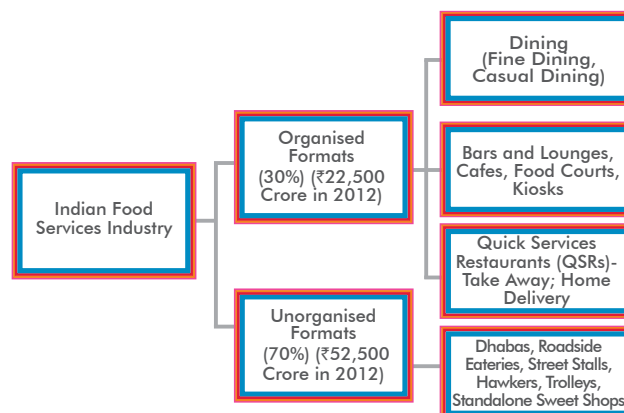 Indian Food
Services Industry
Organised
Formats
(30%) (₹22,500
Crore in 2012)
Unorganised
Formats
(70%) (₹52,500
Crore in 2012)
Dining
(Fine Dining,
Casual Dining)
Bars and Lounges,
Cafes, Food Courts,
Kiosks
Quick Services
Restaurants (QSRs)-
Take Away; Home
Delivery
Dhabas, Roadside
Eateries, Street Stalls,
Hawkers, Trolleys,
Standalone Sweet Shops